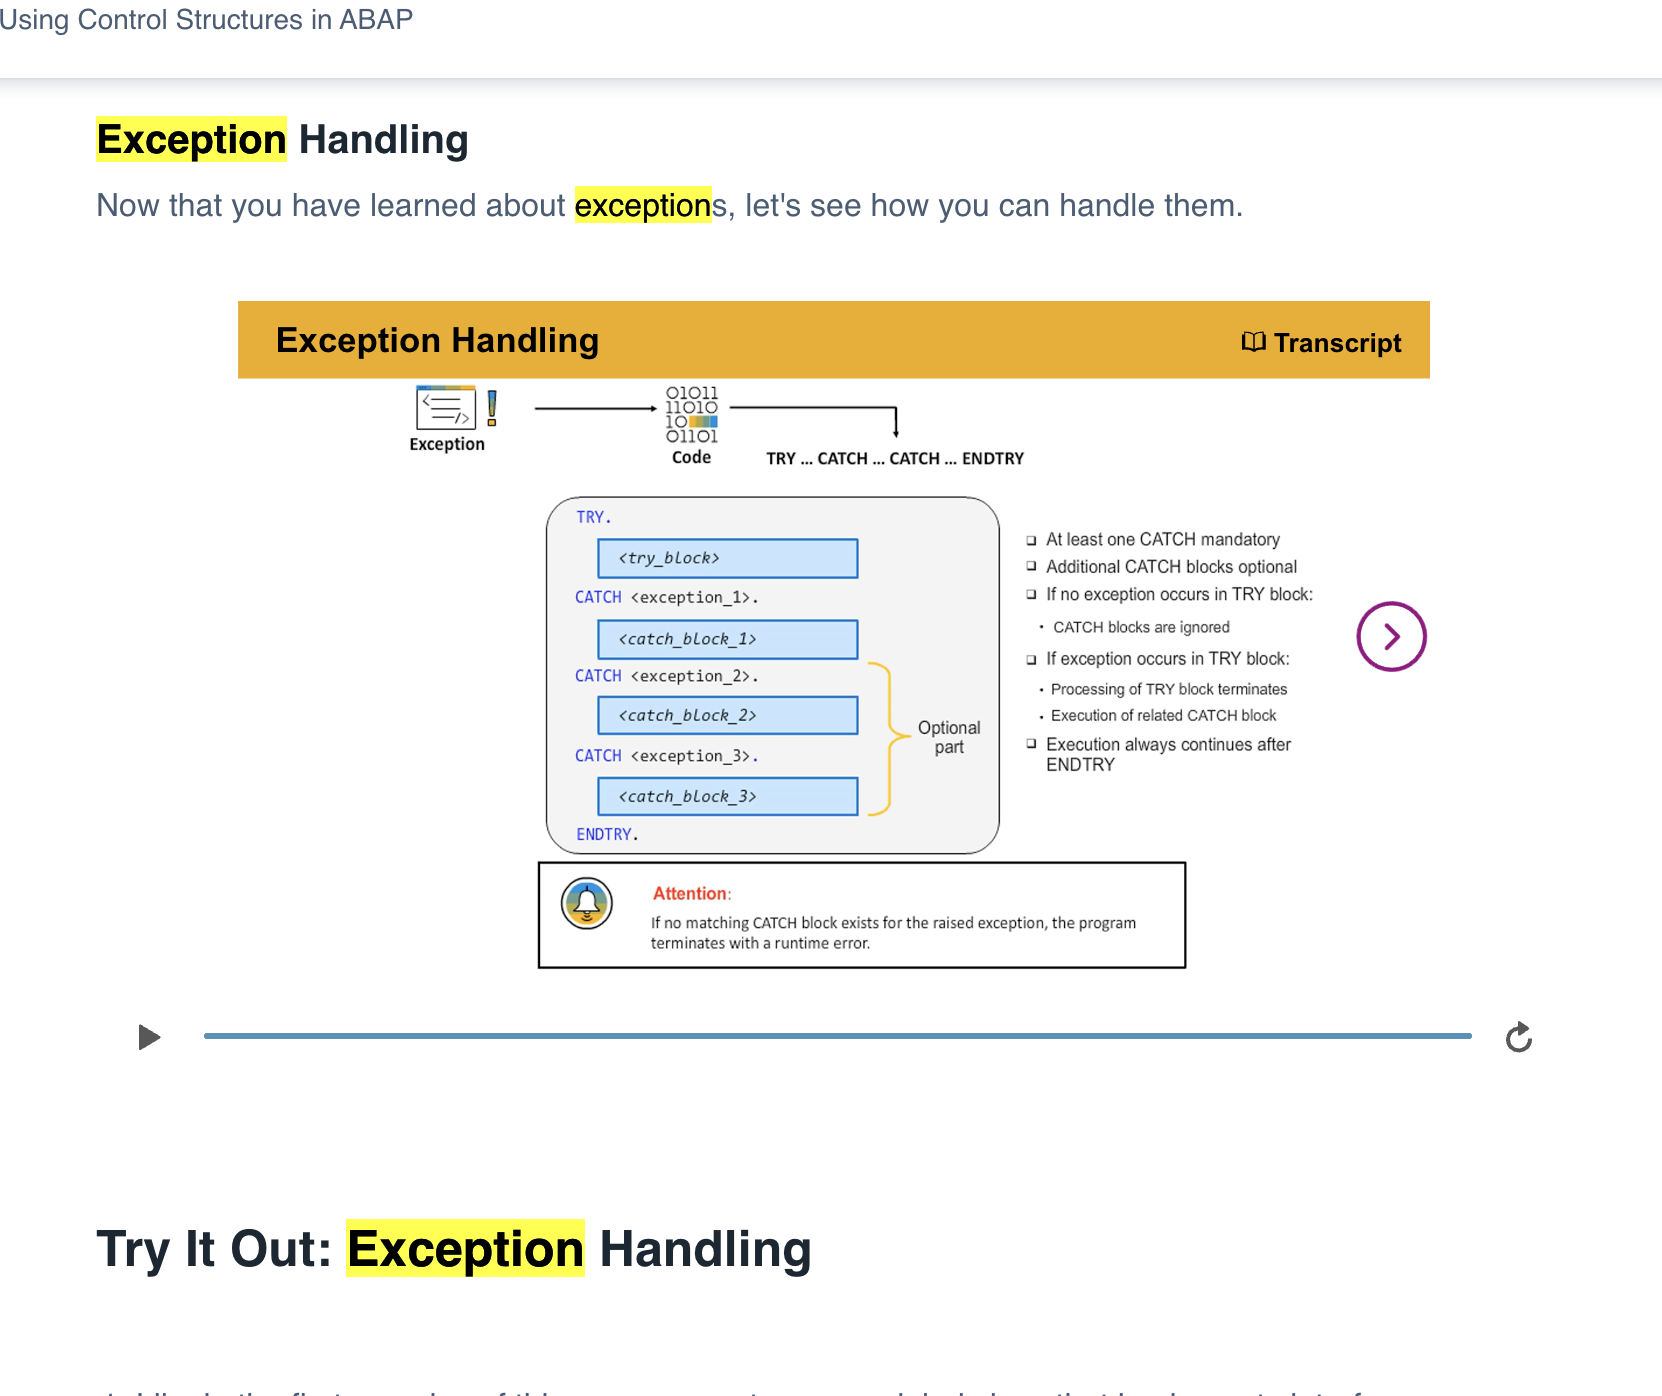 Using Control Structures in ABAP
Exception Handling
Now that you have learned about exceptions, let's see how you can handle them.
Exception Handling
Transcript
01011
11010
10
01101
Exception
Code
TRY ... CATCH ... CATCH ... ENDTRY
TRY.
<try_block>
CATCH <exception_1>.
<catch_block_1>
CATCH <exception_2>.
<catch_block_2>
CATCH <exception_3>.
<catch_block_3>
ENDTRY.
Optional
part
At least one CATCH mandatory
Additional CATCH blocks optional
If no exception occurs in TRY block:
• CATCH blocks are ignored
If exception occurs in TRY block:
• Processing of TRY block terminates
• Execution of related CATCH block
Execution always continues after
ENDTRY
Attention:
If no matching CATCH block exists for the raised exception, the program
terminates with a runtime error.
Try It Out: Exception Handling